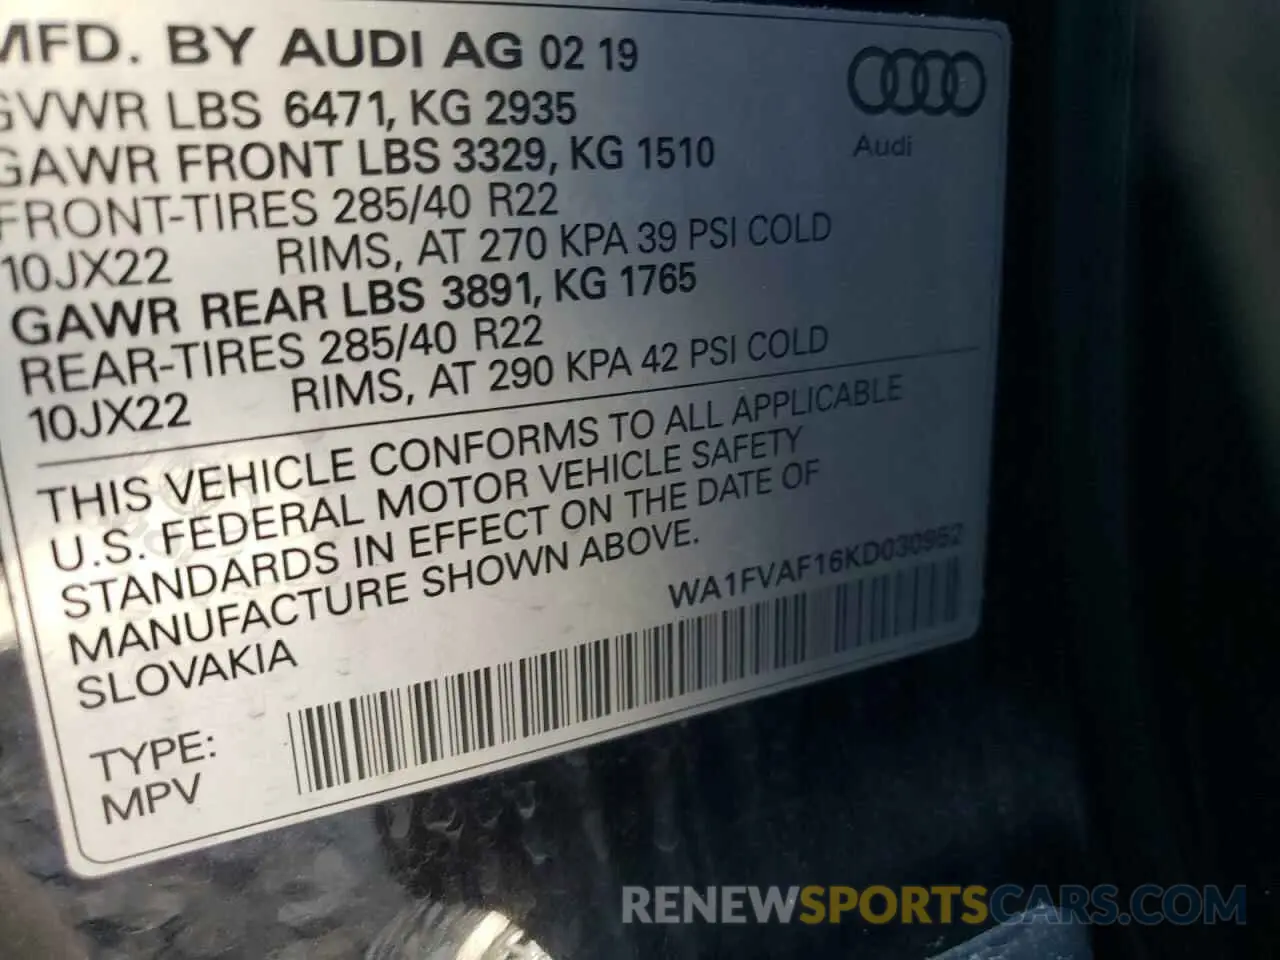 MFD. BY AUDI AG 02 19
GVWR LBS 6471, KG 2935
GAWR FRONT LBS 3329, KG 1510
FRONT-TIRES 285/40 R22
10JX22 RIMS, AT 270 KPA 39 PSI COLD
GAWR REAR LBS 3891, KG 1765
REAR-TIRES 285/40 R22
10JX22 RIMS, AT 290 KPA 42 PSI COLD
Audi
THIS VEHICLE CONFORMS TO ALL APPLICABLE
U.S. FEDERAL MOTOR VEHICLE SAFETY
STANDARDS IN EFFECT ON THE DATE OF
MANUFACTURE SHOWN ABOVE.
SLOVAKIA
WA1FVAF16KD030952
TYPE:
MPV
RENEWSPORTSCARS.COM